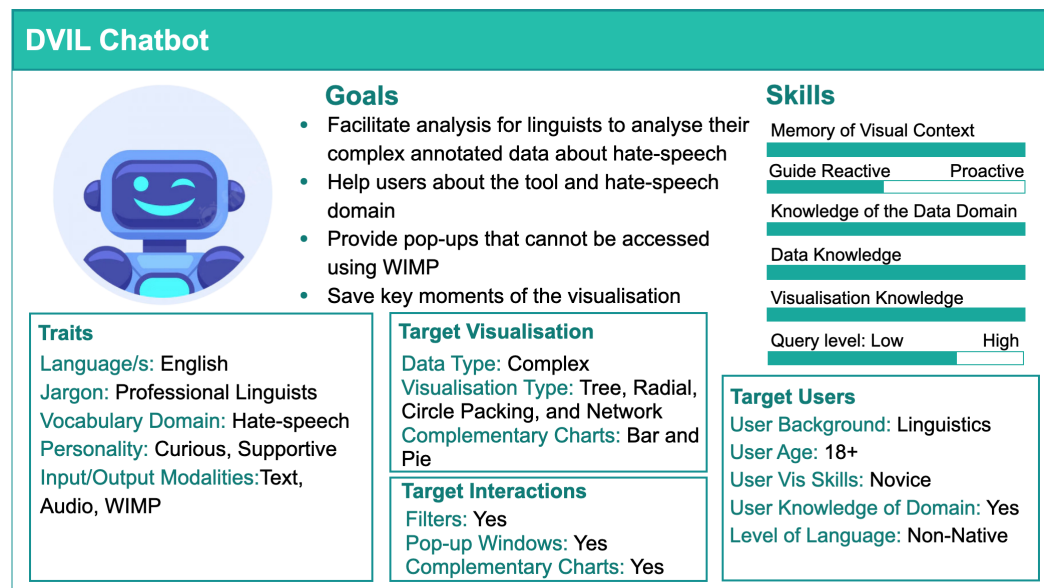 DVIL Chatbot
Goals
• Facilitate analysis for linguists to analyse their
complex annotated data about hate-speech
• Help users about the tool and hate-speech
domain
• Provide pop-ups that cannot be accessed
using WIMP
• Save key moments of the visualisation
Skills
Memory of Visual Context
Guide Reactive Proactive
Knowledge of the Data Domain
Data Knowledge
Visualisation Knowledge
Query level: Low High
Traits
Language/s: English
Jargon: Professional Linguists
Vocabulary Domain: Hate-speech
Personality: Curious, Supportive
Input/Output Modalities:Text,
Audio, WIMP
Target Visualisation
Data Type: Complex
Visualisation Type: Tree, Radial,
Circle Packing, and Network
Complementary Charts: Bar and
Pie
Target Interactions
Filters: Yes
Pop-up Windows: Yes
Complementary Charts: Yes
Target Users
User Background: Linguistics
User Age: 18+
User Vis Skills: Novice
User Knowledge of Domain: Yes
Level of Language: Non-Native